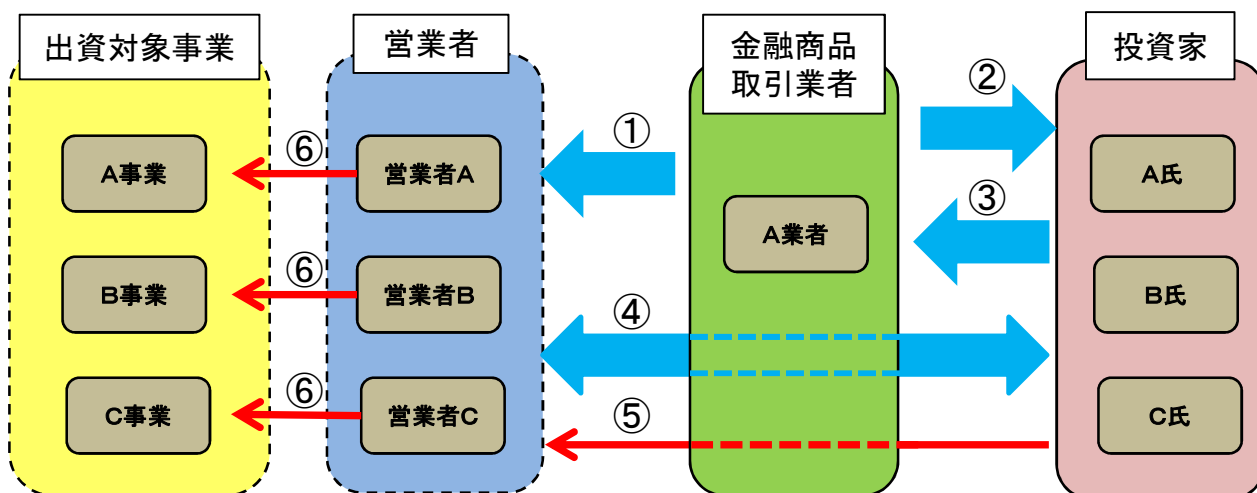 出資対象事業
営業者
金融商品
取引業者
投資家
①
②
③
④
⑤
⑥
⑥
⑥
A事業
B事業
C事業
営業者A
営業者B
営業者C
A業者
A氏
B氏
C氏